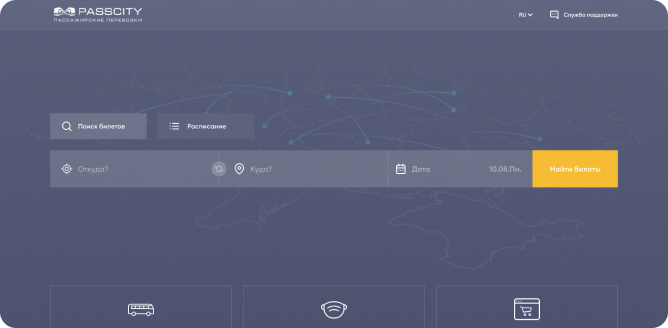 PASSCITY
ПАССАЖИРСКИЕ ПЕРЕВОЗКИ
RU
Служба поддержки
Поиск билетов
Расписание
Откуда?
Куда?
Дата
10.08.Пн.
Найти билеты